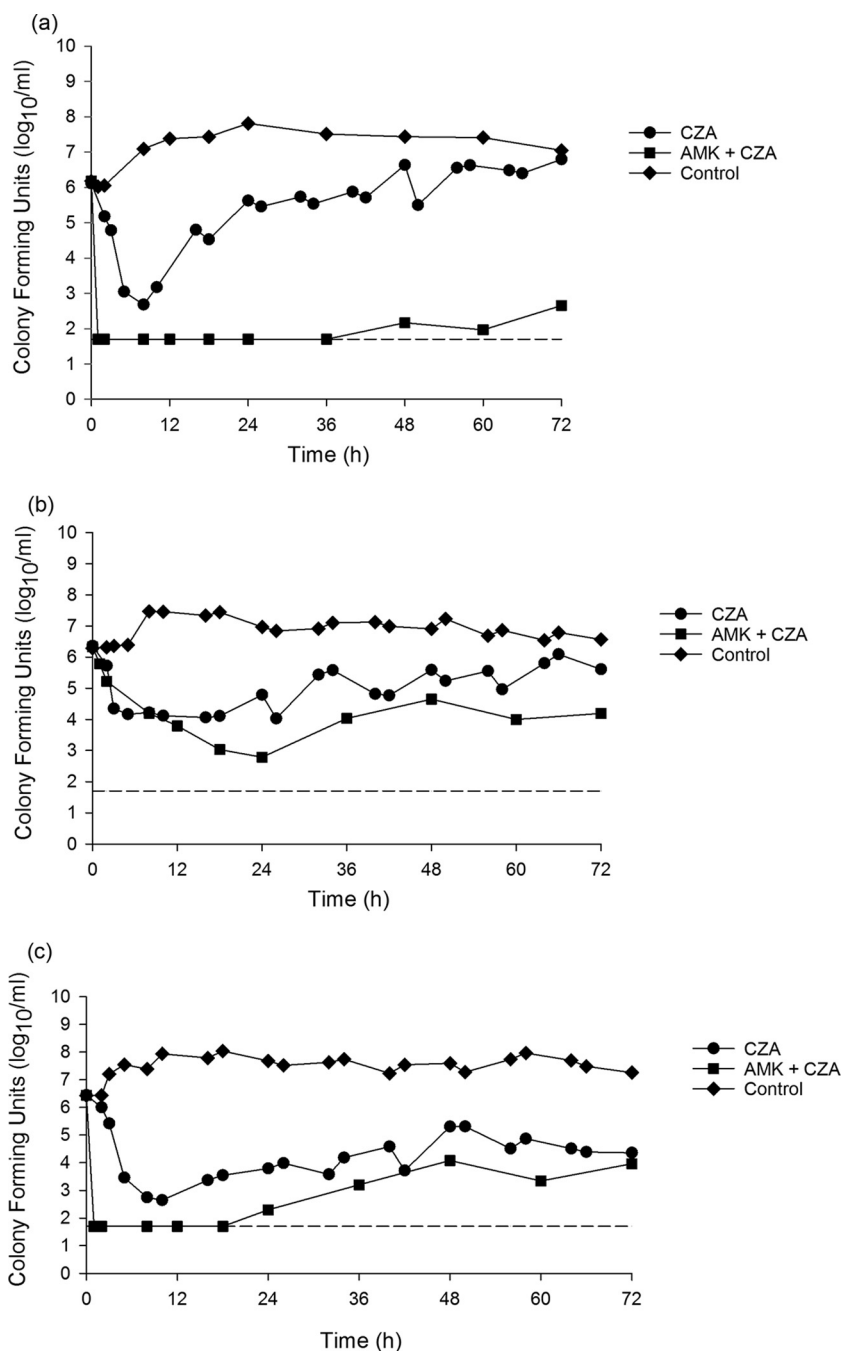 (a)
Colony Forming Units (log10/ml)
10
9
8
7
6
5
4
3
2
1
0
0 12 24 36 48 60 72
Time (h)
CZA
AMK + CZA
Control
(b)
Colony Forming Units (log10/ml)
10
9
8
7
6
5
4
3
2
1
0
0 12 24 36 48 60 72
Time (h)
CZA
AMK + CZA
Control
(c)
Colony Forming Units (log10/ml)
10
9
8
7
6
5
4
3
2
1
0
0 12 24 36 48 60 72
Time (h)
CZA
AMK + CZA
Control